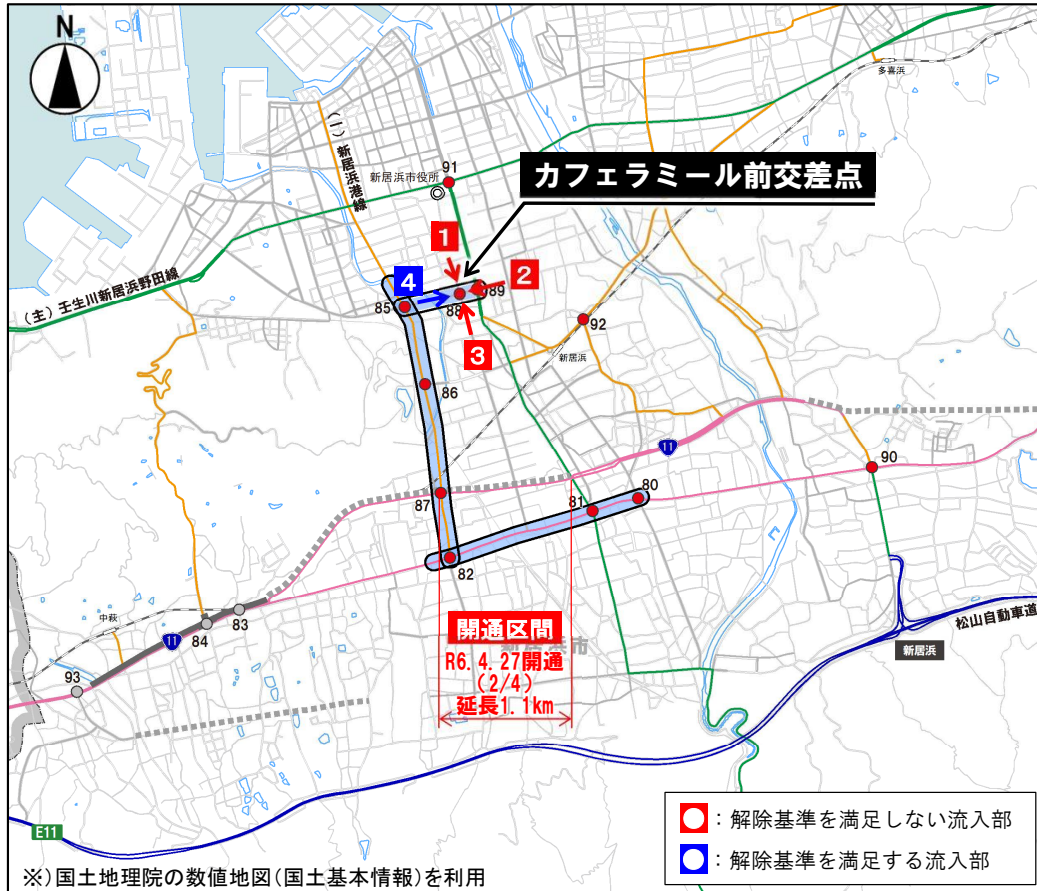 N
多喜浜
(一)新居浜港線
91
新居浜市役所
カフェラミール前交差点
1
4
2
89
85
88
(主)壬生川新居浜野田線
3
92
新居浜
86
11
90
80
87
81
82
開通区間
新居浜市
R6.4.27開通
(2/4)
延長1.1km
松山自動車道
新居浜
中萩
83
84
11
93
E11
:解除基準を満足しない流入部
:解除基準を満足する流入部
※)国土地理院の数値地図(国土基本情報)を利用